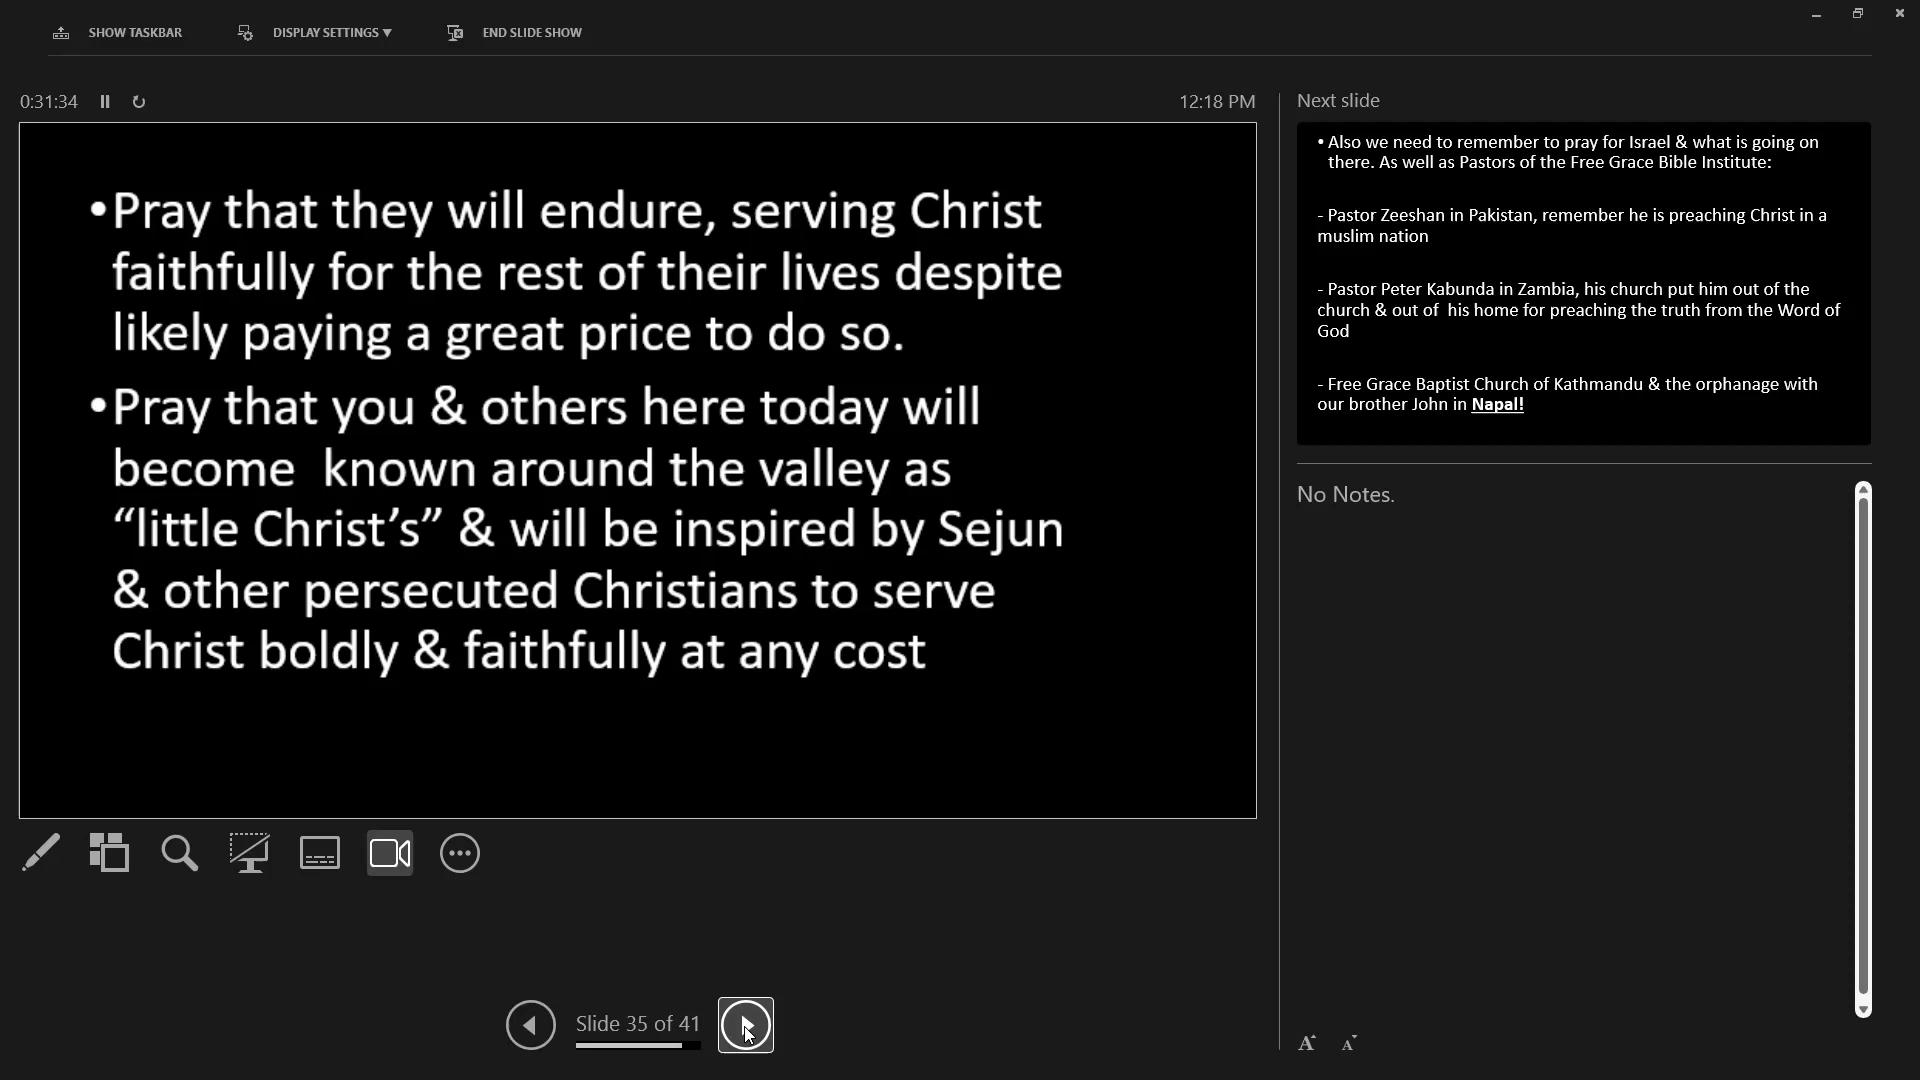 SHOW TASKBAR
DISPLAY SETTINGS ▼
END SLIDE SHOW
0:31:34
12:18 PM
•Pray that they will endure, serving Christ
faithfully for the rest of their lives despite
likely paying a great price to do so.
•Pray that you & others here today will
become  known around the valley as
“little Christ’s” & will be inspired by Sejun
& other persecuted Christians to serve
Christ boldly & faithfully at any cost
Slide 35 of 41
Next slide
• Also we need to remember to pray for Israel & what is going on
there. As well as Pastors of the Free Grace Bible Institute:
- Pastor Zeeshan in Pakistan, remember he is preaching Christ in a
muslim nation
- Pastor Peter Kabunda in Zambia, his church put him out of the
church & out of  his home for preaching the truth from the Word of
God
- Free Grace Baptist Church of Kathmandu & the orphanage with
our brother John in Napal!
No Notes.
A A